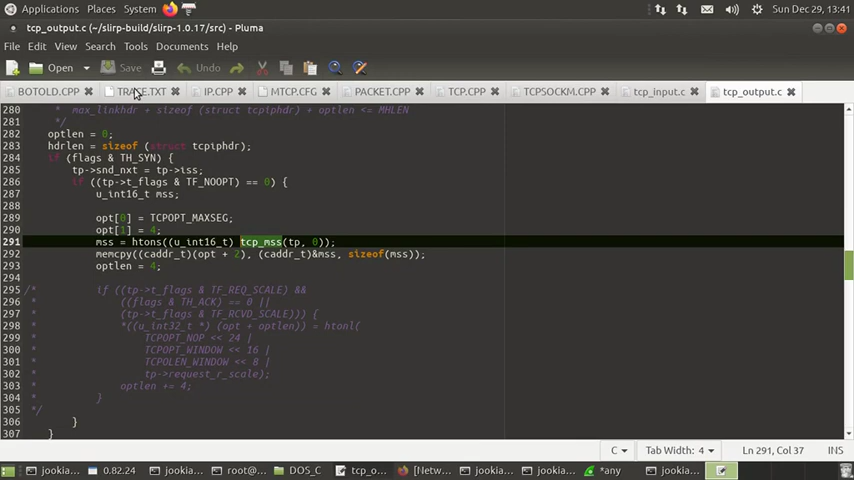 Applications Places System Sun Dec 29, 13:41
tcp_output.c (~/slirp-build/slirp-1.0.17/src) - Pluma
File Edit View Search Tools Documents Help
Open Save Undo
BOTOLD.CPP TRACE.TXT IP.CPP MTCP.CFG PACKET.CPP TCP.CPP TCPSOCKM.CPP tcp_input.c tcp_output.c
280 * max_linkhdr + sizeof (struct tcpiphdr) + optlen <= MHLEN
281 */
282 optlen = 0;
283 hdrlen = sizeof (struct tcpiphdr);
284 if (flags & TH_SYN) {
285 tp->snd_nxt = tp->iss;
286 if ((tp->t_flags & TF_NOOPT) == 0) {
287 u_int16_t mss;
288
289 opt[0] = TCPOPT_MAXSEG;
290 opt[1] = 4;
291 mss = htons((u_int16_t) tcp_mss(tp, 0));
292 memcpy((caddr_t)(opt + 2), (caddr_t)&mss, sizeof(mss));
293 optlen = 4;
294
295 /* if ((tp->t_flags & TF_REQ_SCALE) &&
296 * ((flags & TH_ACK) == 0 ||
297 * (tp->t_flags & TF_RCVD_SCALE))) {
298 * *((u_int32_t *) (opt + optlen)) = htonl(
299 * TCPOPT_NOP << 24 |
300 * TCPOPT_WINDOW << 16 |
301 * TCPOLEN_WINDOW << 8 |
302 * tp->request_r_scale);
303 * optlen += 4;
304 * }
305 */
306 }
307 }
C Tab Width: 4 Ln 291, Col 37 INS
jookia... 0.82.24 jookia... root@... DOS_C tcp_o... [Netw... jookia... jookia... *any jookia...